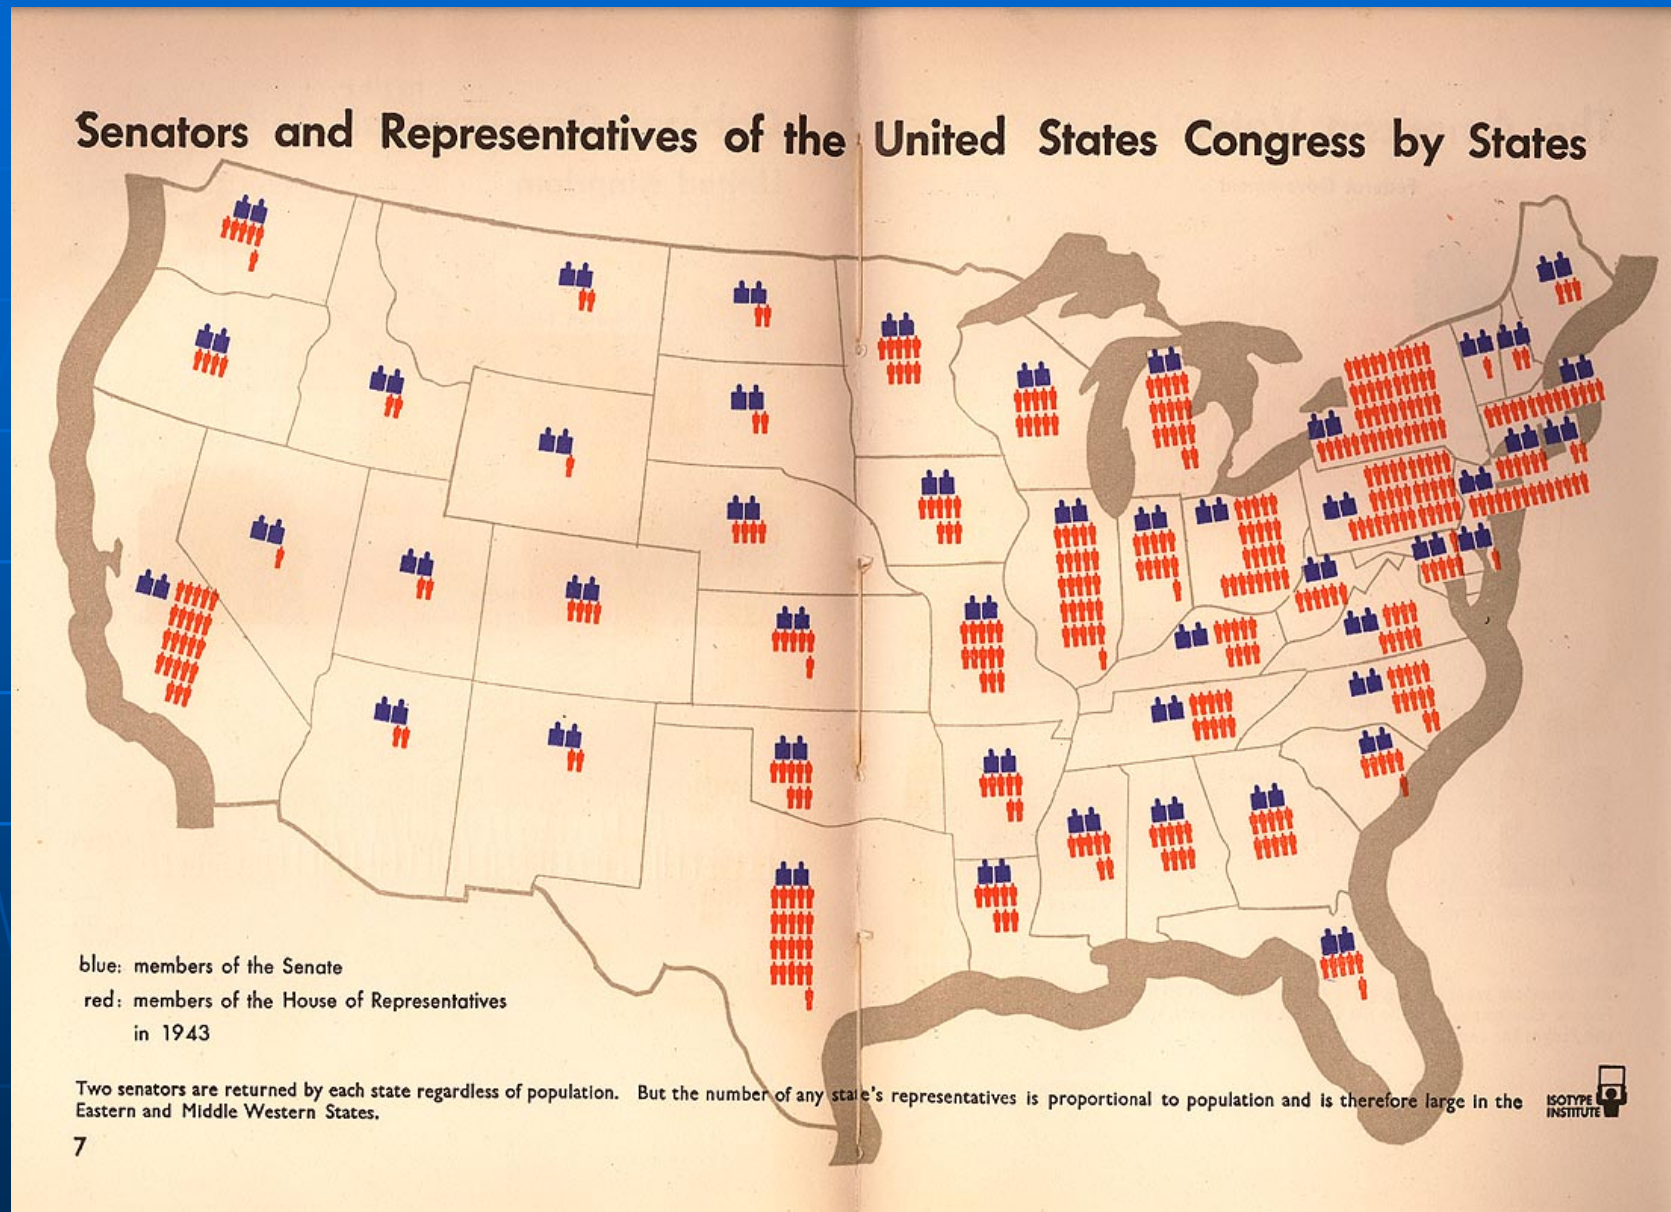 Senators and Representatives of the United States Congress by States
blue: members of the Senate
red: members of the House of Representatives
in 1943
Two senators are returned by each state regardless of population. But the number of any state's representatives is proportional to population and is therefore large in the
Eastern and Middle Western States.
ISOTYPE
INSTITUTE
7